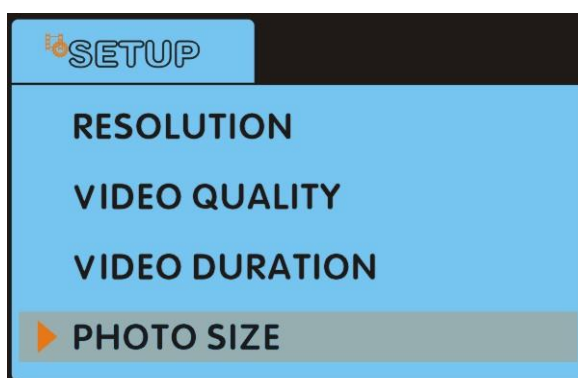 SETUP
RESOLUTION
VIDEO QUALITY
VIDEO DURATION
PHOTO SIZE